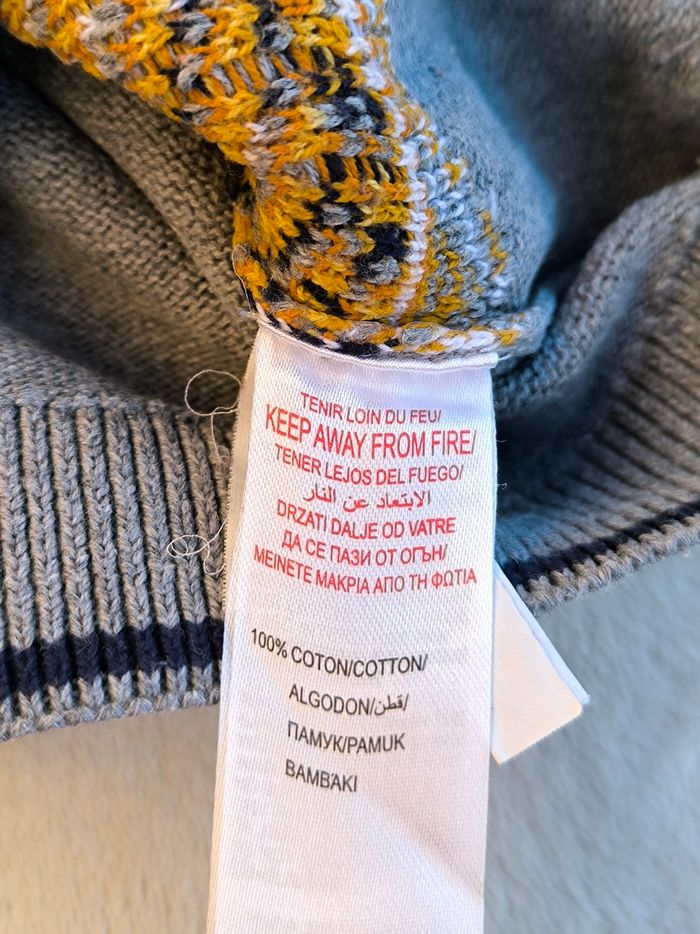 TENIR LOIN DU FEU/
KEEP AWAY FROM FIRE/
TENER LEJOS DEL FUEGO/
الابتعاد عن النار
DRZATI DALJE OD VATRE
ДА СЕ ПАЗИ ОТ ОГЪН/
ΜΕΙΝΕΤΕ ΜΑΚΡΙΑ ΑΠΟ ΤΗ ΦΩΤΙΑ
100% COTON/COTTON/
ALGODON/قطن/
ПАМУК/PAMUK
ΒΑΜΒΆΚΙ